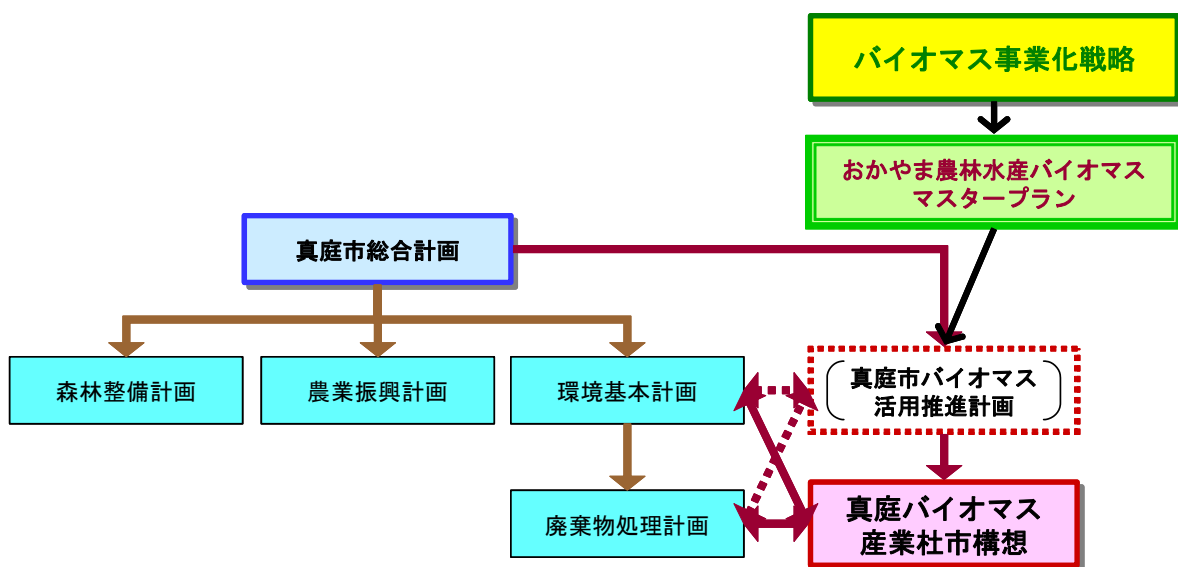 バイオマス事業化戦略
おかやま農林水産バイオマス
マスタープラン
真庭市総合計画
森林整備計画
農業振興計画
環境基本計画
真庭市バイオマス
活用推進計画
廃棄物処理計画
真庭バイオマス
産業杜市構想